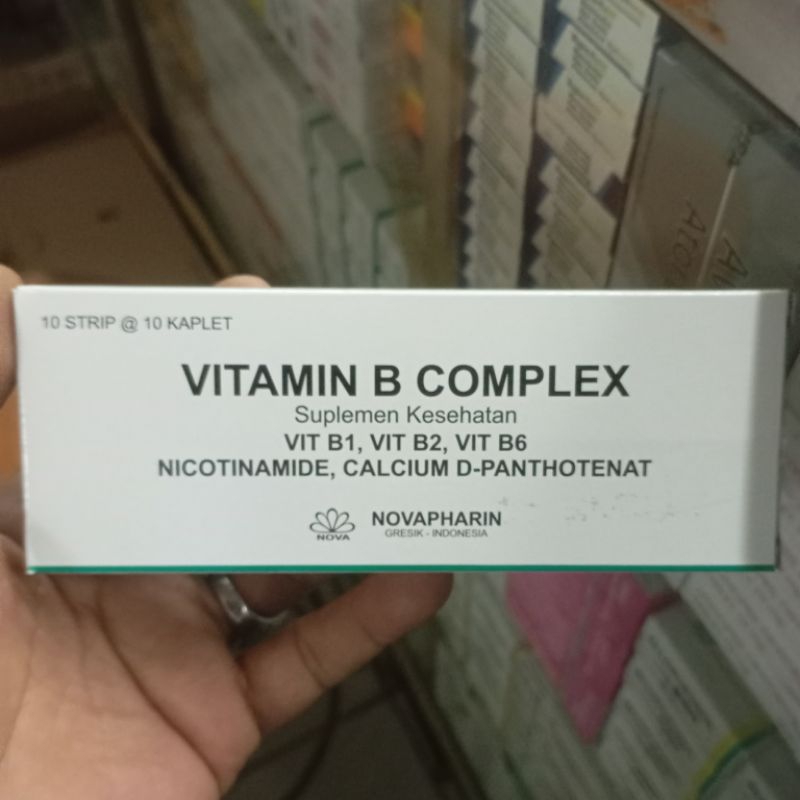 10 STRIP @ 10 KAPLET
VITAMIN B COMPLEX
Suplemen Kesehatan
VIT B1, VIT B2, VIT B6
NICOTINAMIDE, CALCIUM D-PANTHOTENAT
NOVA
NOVAPHARIN
GRESIK - INDONESIA